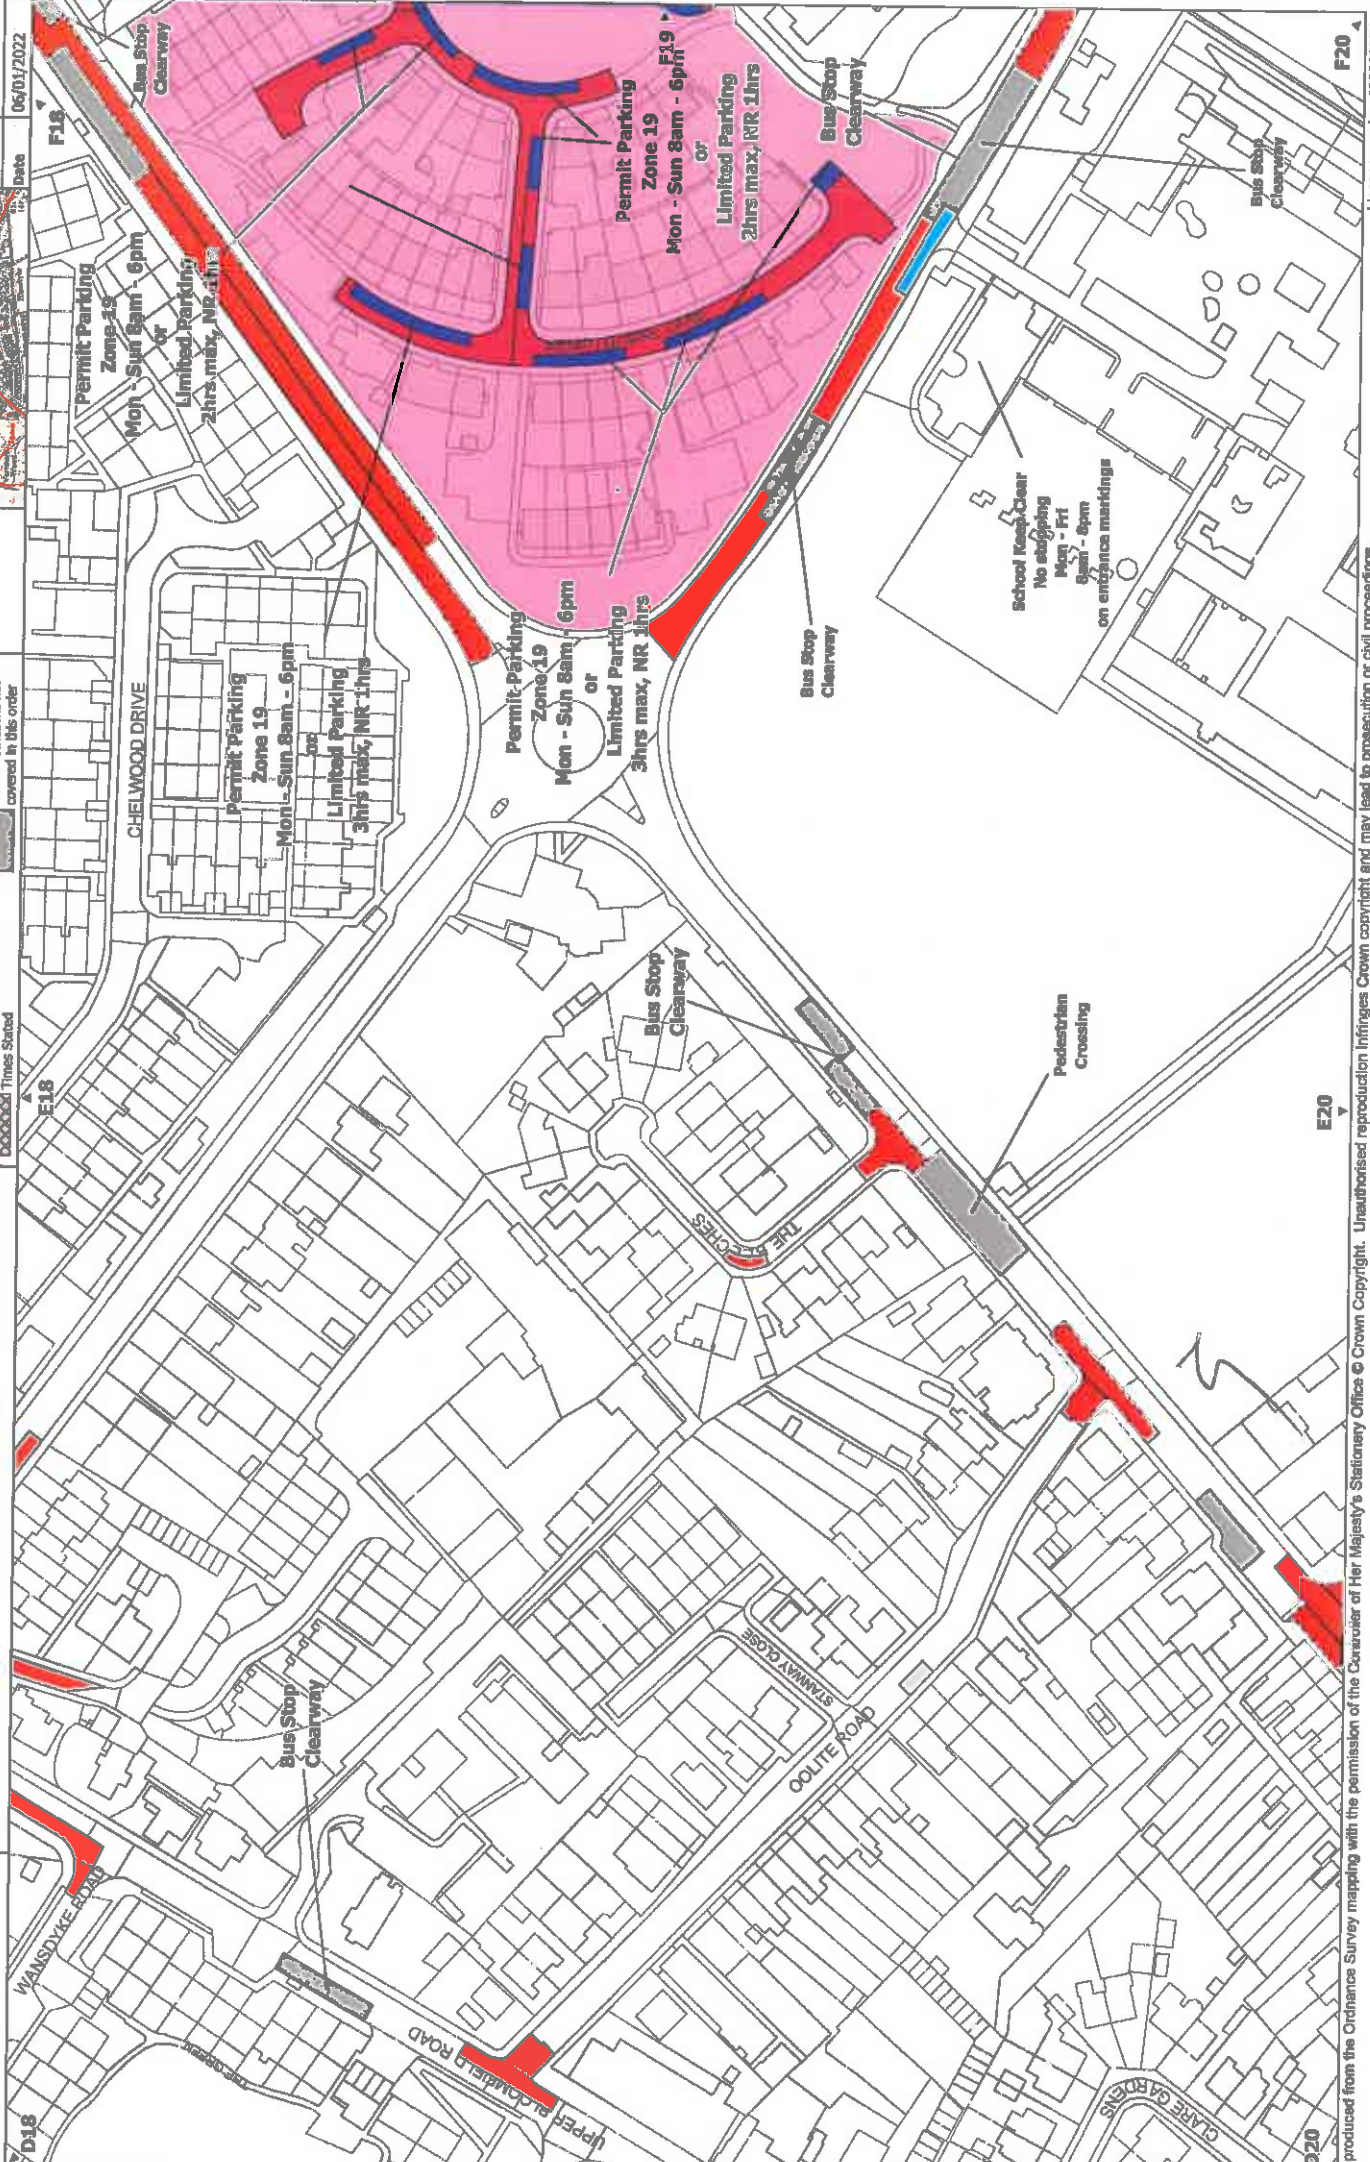 Times Stated
covered in this order
Date
06/01/2022
D18
E18
F18
Bus Stop
Clearway
Permit Parking
Zone 19
Mon - Sun 8am - 6pm
or
Limited Parking
2hrs max, NR 1hrs
CHELWOOD DRIVE
Permit Parking
Zone 19
Mon - Sun 8am - 6pm
or
Limited Parking
3hrs max, NR 1hrs
Permit Parking
Zone 19
Mon - Sun 8am - 6pm
or
Limited Parking
3hrs max, NR 1hrs
Permit Parking
Zone 19
Mon - Sun 8am - 6pm
or
Limited Parking
2hrs max, NR 1hrs
F19
Bus Stop
Clearway
Bus Stop
Clearway
School Keep Clear
No stopping
Mon - Fri
8am - 6pm
on entrance markings
Bus Stop
Clearway
Bus Stop
Clearway
Pedestrian
Crossing
THE BEECHES
Bus Stop
Clearway
WANSDYKE ROAD
THE GREEN
UPPER BLOOMFIELD ROAD
STANWAY CLOSE
OOLITE ROAD
CLARE GARDENS
E20
F20
produced from the Ordnance Survey mapping with the permission of the Controller of Her Majesty's Stationery Office © Crown Copyright. Unauthorised reproduction infringes Crown copyright and may lead to prosecution or civil proceedings